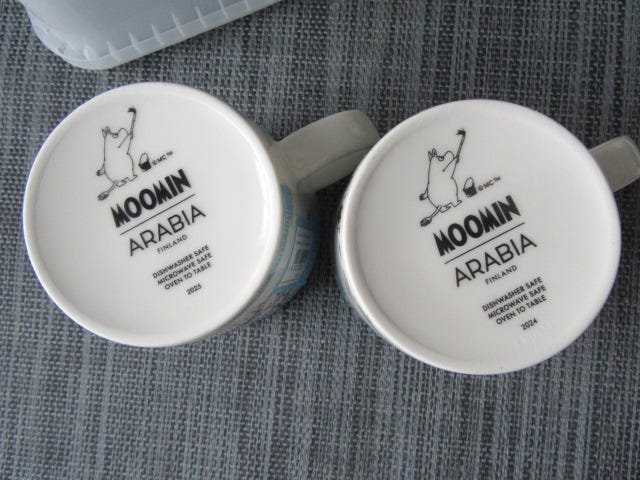 © MC™
MOOMIN
ARABIA
FINLAND
DISHWASHER SAFE
MICROWAVE SAFE
OVEN TO TABLE
2025
© MC™
MOOMIN
ARABIA
FINLAND
DISHWASHER SAFE
MICROWAVE SAFE
OVEN TO TABLE
2024